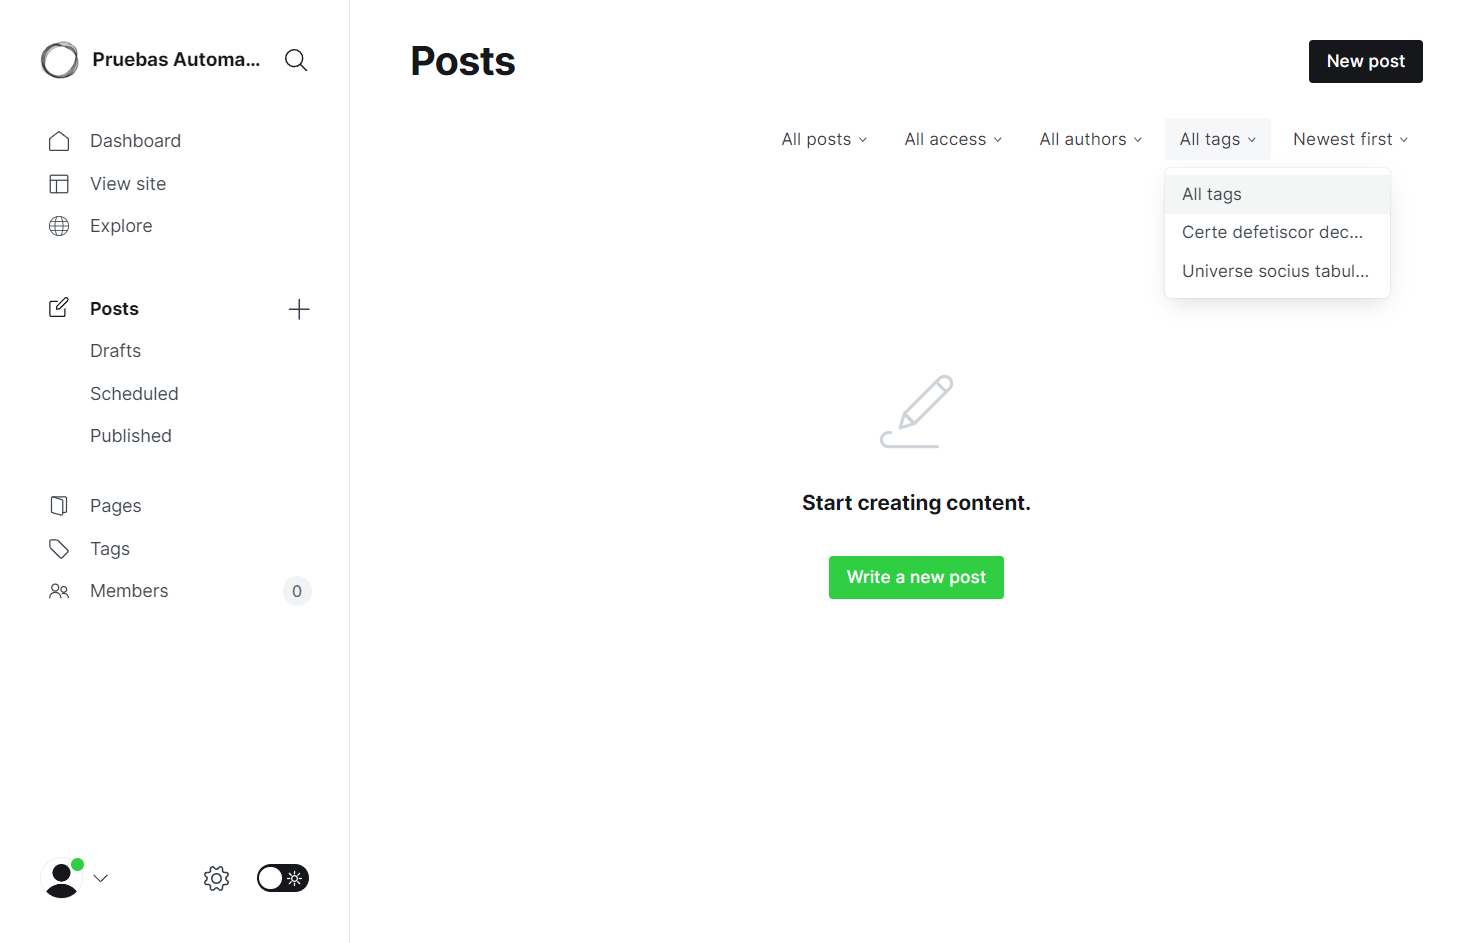 Pruebas Automa...
Dashboard
View site
Explore
Posts
Drafts
Scheduled
Published
Pages
Tags
Members
0
Posts
New post
All posts
All access
All authors
All tags
Newest first
All tags
Certe defetiscor dec...
Universe socius tabul...
Start creating content.
Write a new post